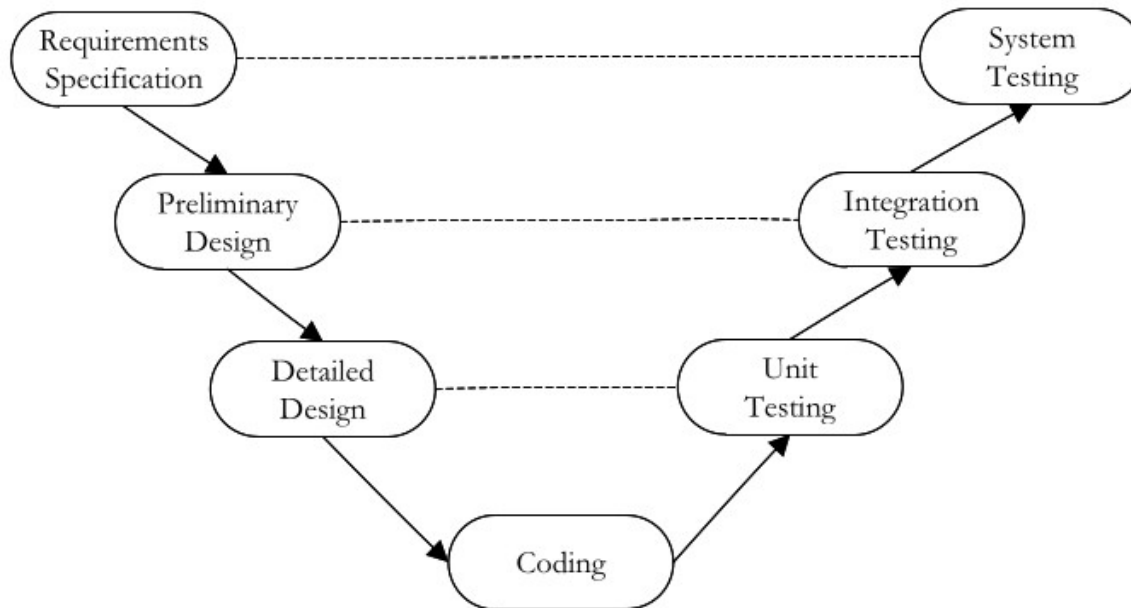 Requirements
Specification
System
Testing
Preliminary
Design
Integration
Testing
Detailed
Design
Unit
Testing
Coding